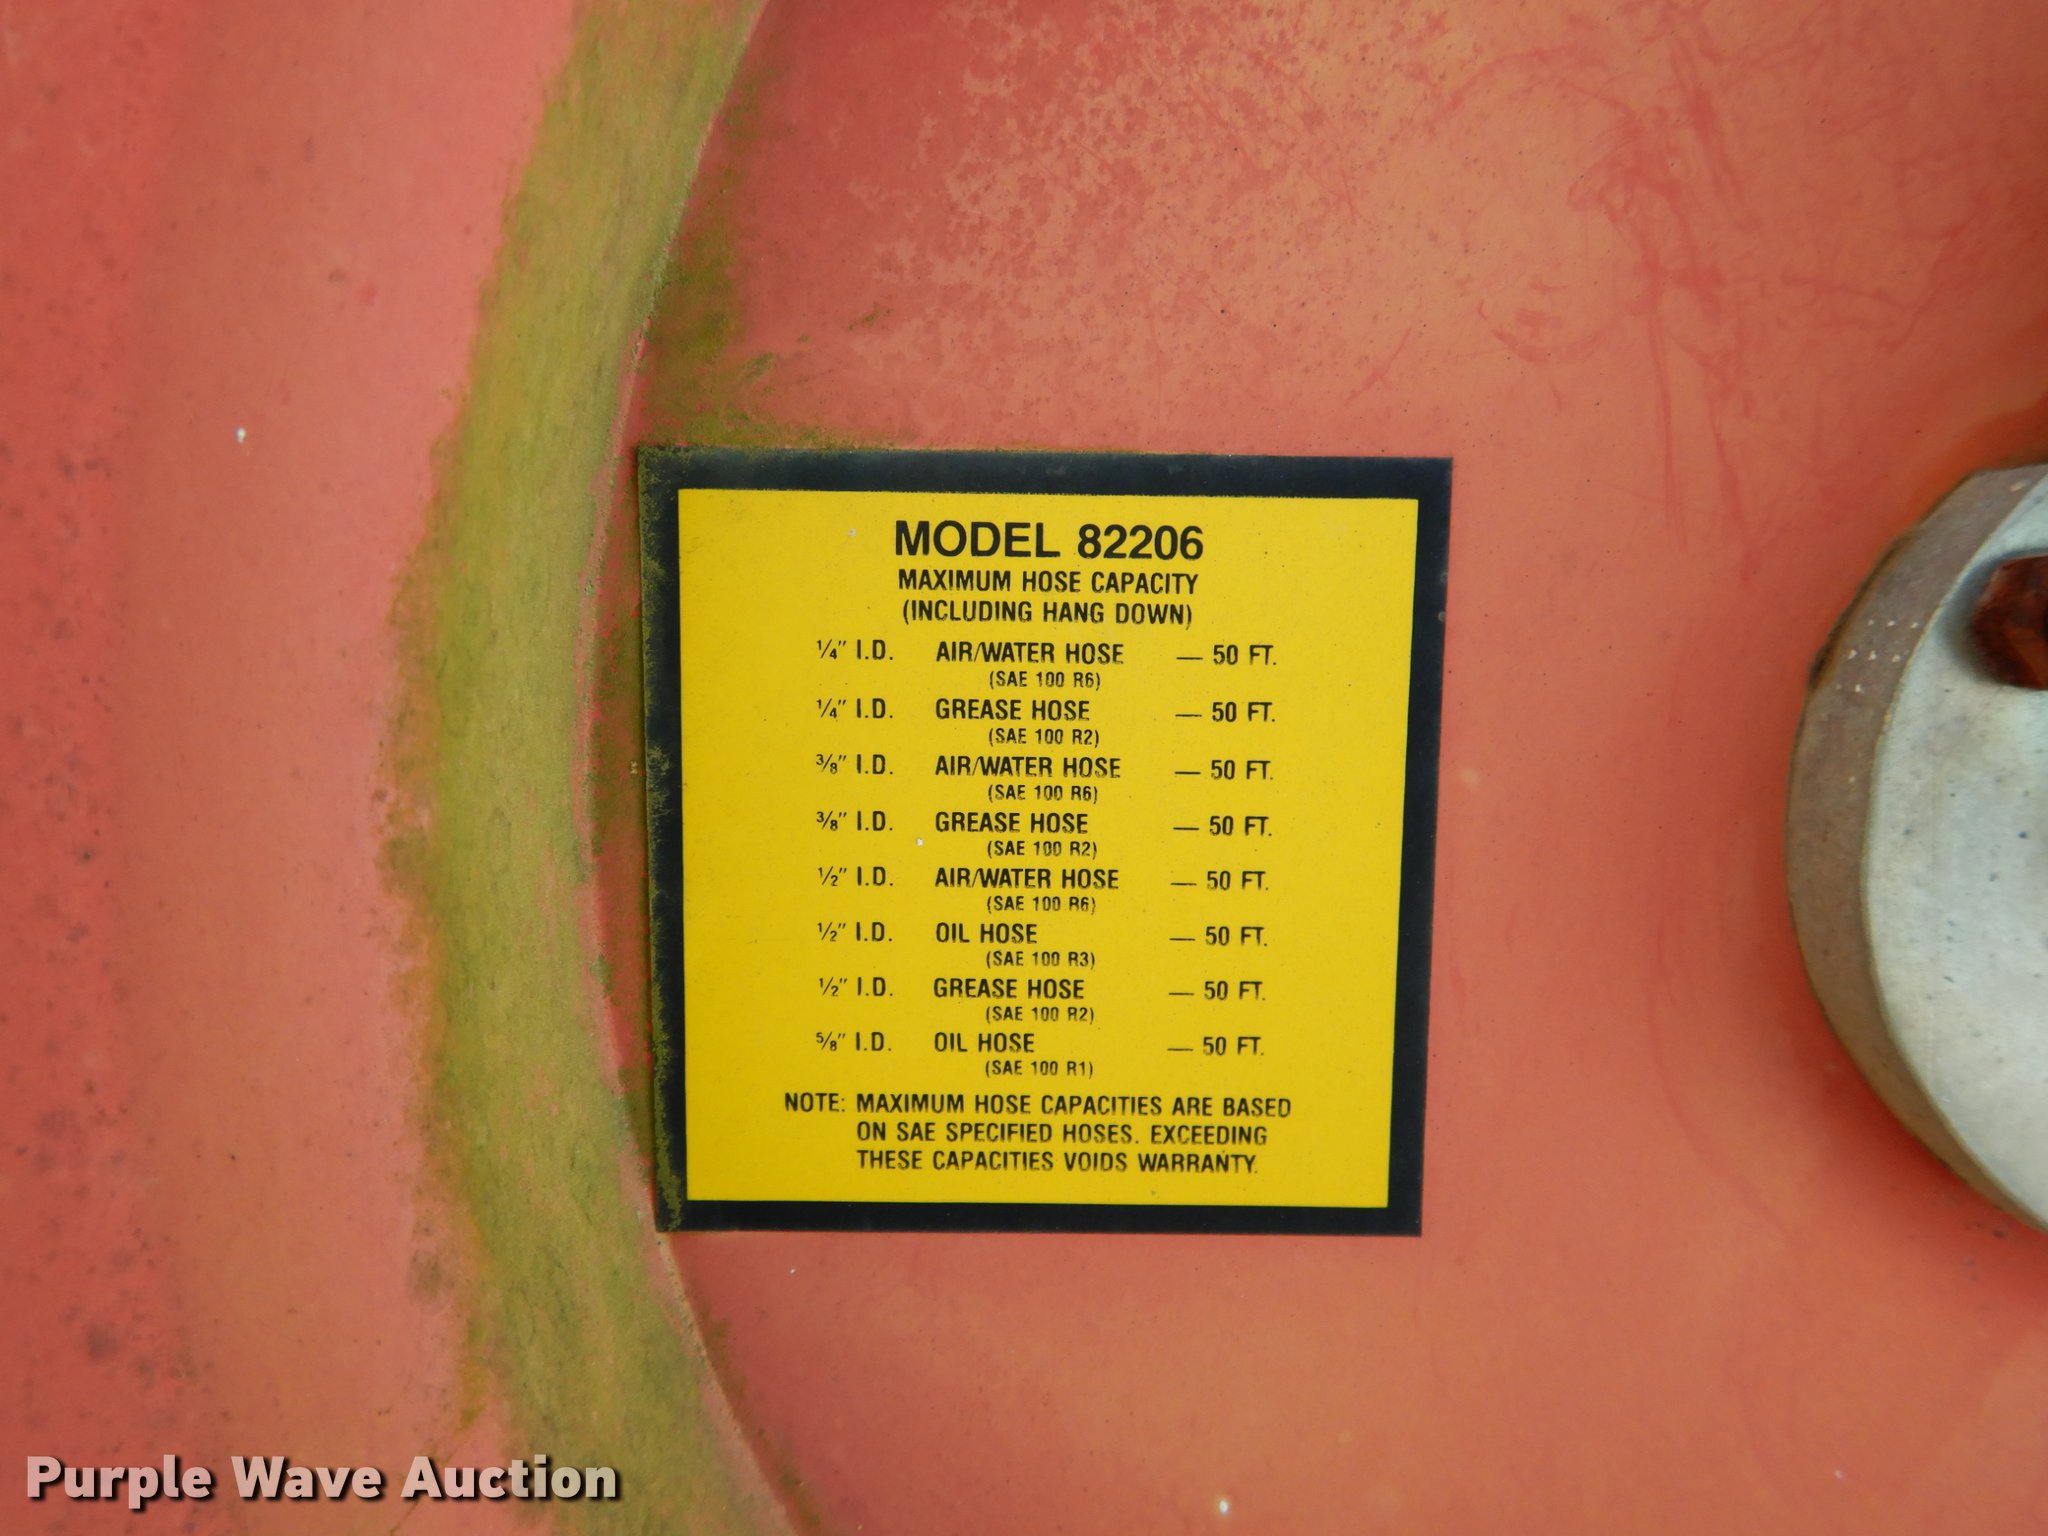 MODEL 82206
MAXIMUM HOSE CAPACITY
(INCLUDING HANG DOWN)
1/4" I.D. AIR/WATER HOSE — 50 FT.
(SAE 100 R6)
1/4" I.D. GREASE HOSE — 50 FT.
(SAE 100 R2)
3/8" I.D. AIR/WATER HOSE — 50 FT.
(SAE 100 R6)
3/8" I.D. GREASE HOSE — 50 FT.
(SAE 100 R2)
1/2" I.D. AIR/WATER HOSE — 50 FT.
(SAE 100 R6)
1/2" I.D. OIL HOSE — 50 FT.
(SAE 100 R3)
1/2" I.D. GREASE HOSE — 50 FT.
(SAE 100 R2)
5/8" I.D. OIL HOSE — 50 FT.
(SAE 100 R1)
NOTE: MAXIMUM HOSE CAPACITIES ARE BASED
ON SAE SPECIFIED HOSES. EXCEEDING
THESE CAPACITIES VOIDS WARRANTY.
Purple Wave Auction